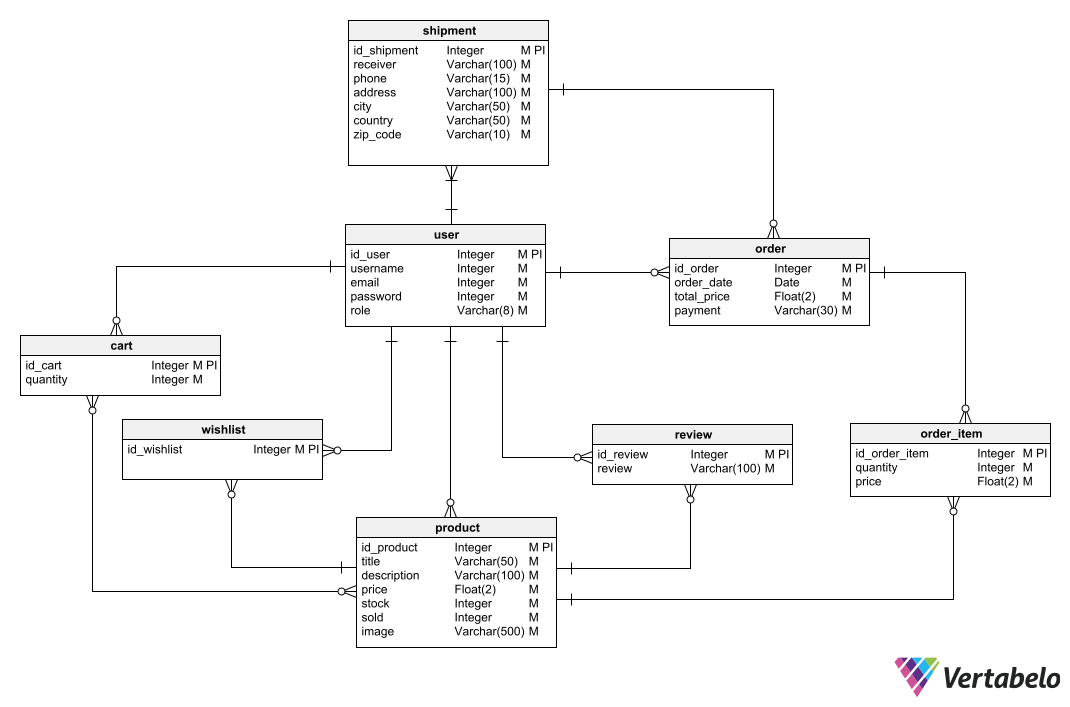 shipment
id_shipment Integer M PI
receiver Varchar(100) M
phone Varchar(15) M
address Varchar(100) M
city Varchar(50) M
country Varchar(50) M
zip_code Varchar(10) M
user
id_user Integer M PI
username Integer M
email Integer M
password Integer M
role Varchar(8) M
order
id_order Integer M PI
order_date Date M
total_price Float(2) M
payment Varchar(30) M
cart
id_cart Integer M PI
quantity Integer M
wishlist
id_wishlist Integer M PI
review
id_review Integer M PI
review Varchar(100) M
order_item
id_order_item Integer M PI
quantity Integer M
price Float(2) M
product
id_product Integer M PI
title Varchar(50) M
description Varchar(100) M
price Float(2) M
stock Integer M
sold Integer M
image Varchar(500) M
Vertabelo